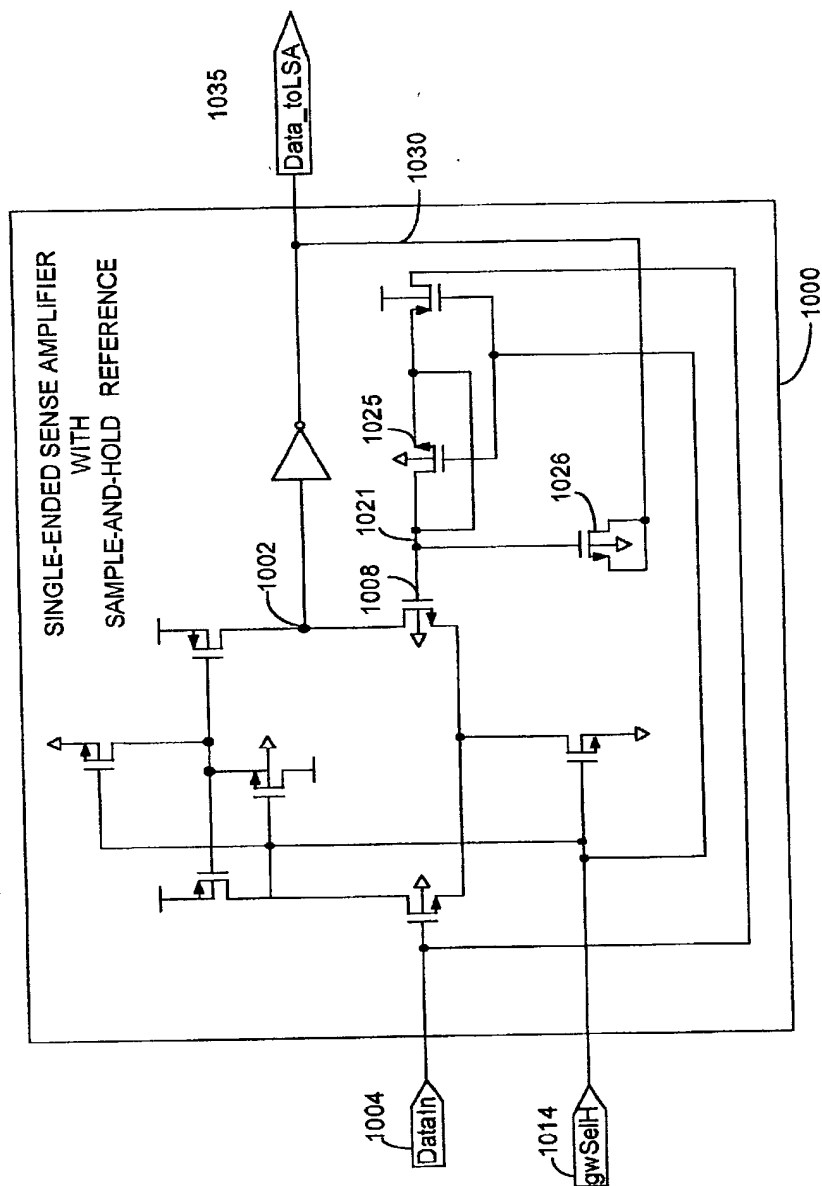 SINGLE-ENDED SENSE AMPLIFIER
WITH
SAMPLE-AND-HOLD REFERENCE
1035
Data_toLSA
1030
1002
1025
1021
1008
1026
1004
DataIn
1014
gwSelH
1000